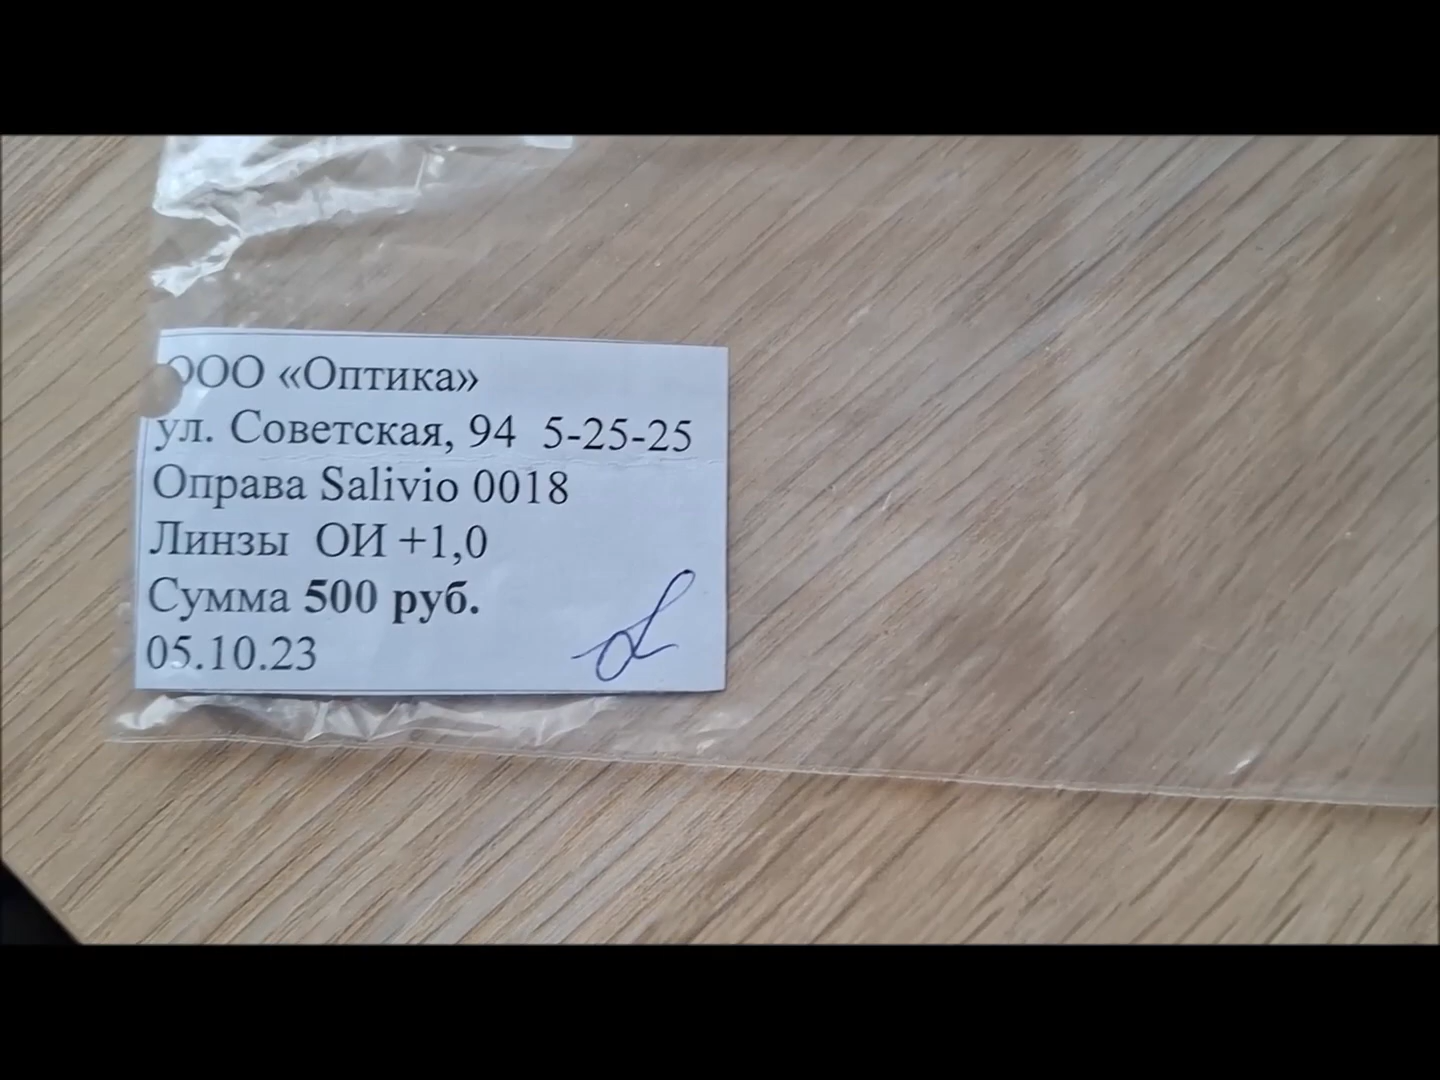 ООО «Оптика»
ул. Советская, 94 5-25-25
Оправа Salivio 0018
Линзы ОИ +1,0
Сумма 500 руб.
05.10.23